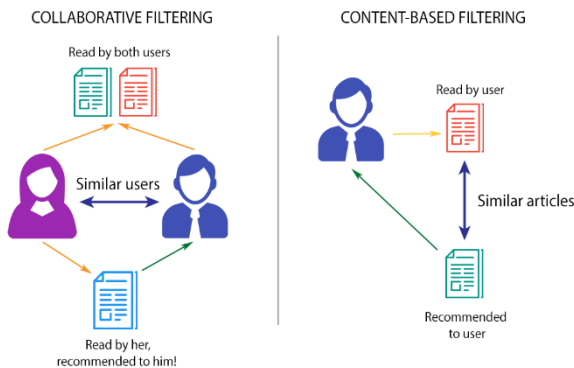 COLLABORATIVE FILTERING
Read by both users
Similar users
Read by her,
recommended to him!
CONTENT-BASED FILTERING
Read by user
Similar articles
Recommended
to user